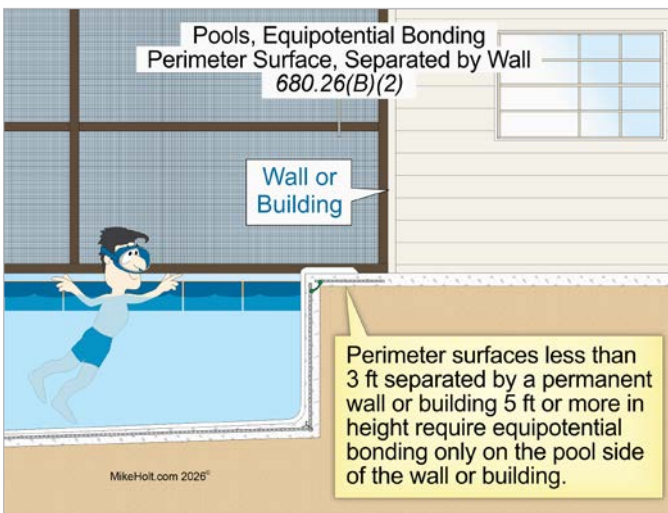 Pools, Equipotential Bonding
Perimeter Surface, Separated by Wall
680.26(B)(2)
Wall or
Building
Perimeter surfaces less than
3 ft separated by a permanent
wall or building 5 ft or more in
height require equipotential
bonding only on the pool side
of the wall or building.
MikeHolt.com 2026©